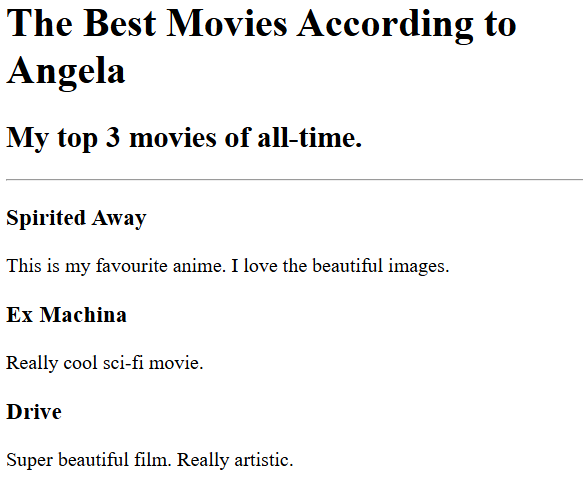 The Best Movies According to
Angela
My top 3 movies of all-time.
Spirited Away
This is my favourite anime. I love the beautiful images.
Ex Machina
Really cool sci-fi movie.
Drive
Super beautiful film. Really artistic.